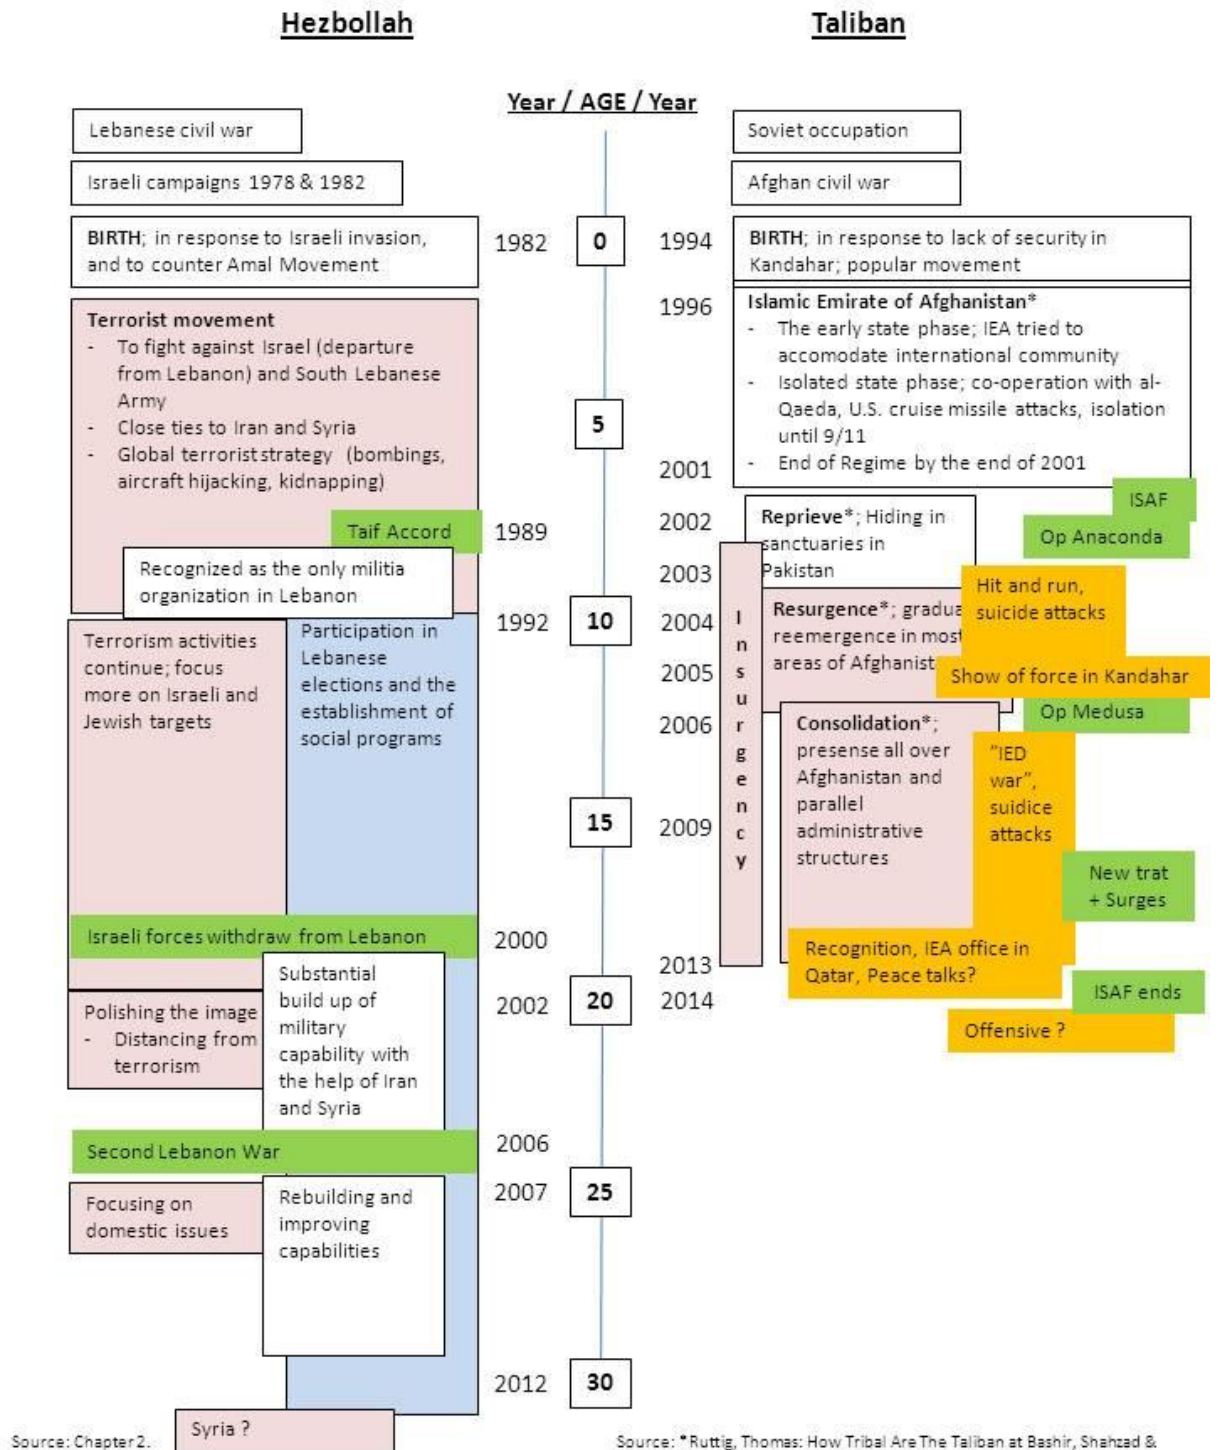 Hezbollah
Taliban
Year / AGE / Year
Lebanese civil war
Israeli campaigns 1978 & 1982
BIRTH; in response to Israeli invasion,
and to counter Amal Movement
Terrorist movement
- To fight against Israel (departure
from Lebanon) and South Lebanese
Army
- Close ties to Iran and Syria
- Global terrorist strategy (bombings,
aircraft hijacking, kidnapping)
Taif Accord
Recognized as the only militia
organization in Lebanon
Terrorism activities
continue; focus
more on Israeli and
Jewish targets
Participation in
Lebanese
elections and the
establishment of
social programs
Israeli forces withdraw from Lebanon
Substantial
build up of
military
capability with
the help of Iran
and Syria
Polishing the image
- Distancing from
terrorism
Second Lebanon War
Focusing on
domestic issues
Rebuilding and
improving
capabilities
Syria ?
Source: Chapter 2.
1982
1989
1992
2000
2002
2006
2007
2012
0
5
10
15
20
25
30
1994
1996
2001
2002
2003
2004
2005
2006
2009
2013
2014
Soviet occupation
Afghan civil war
BIRTH; in response to lack of security in
Kandahar; popular movement
Islamic Emirate of Afghanistan*
- The early state phase; IEA tried to
accomodate international community
- Isolated state phase; co-operation with al-
Qaeda, U.S. cruise missile attacks, isolation
until 9/11
- End of Regime by the end of 2001
ISAF
Reprieve*; Hiding in
sanctuaries in
Pakistan
Op Anaconda
Insurgency
Resurgence*; gradua
reemergence in most
areas of Afghanist
Hit and run,
suicide attacks
Show of force in Kandahar
Op Medusa
Consolidation*;
presense all over
Afghanistan and
parallel
administrative
structures
"IED
war",
suidice
attacks
New trat
+ Surges
Recognition, IEA office in
Qatar, Peace talks?
ISAF ends
Offensive ?
Source: *Ruttig, Thomas: How Tribal Are The Taliban at Bashir, Shahzad &